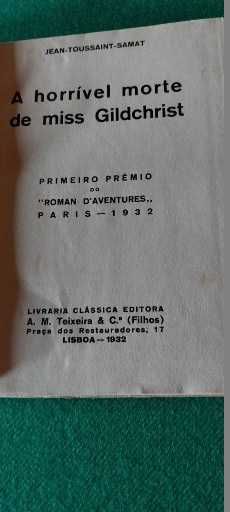 JEAN-TOUSSAINT-SAMAT
A horrível morte
de miss Gildchrist
PRIMEIRO PRÉMIO
DO
"ROMAN D'AVENTURES,,
PARIS—1932
LIVRARIA CLÁSSICA EDITORA
A. M. Teixeira & C.ª (Filhos)
Praça dos Restauradores, 17
LISBOA—1932